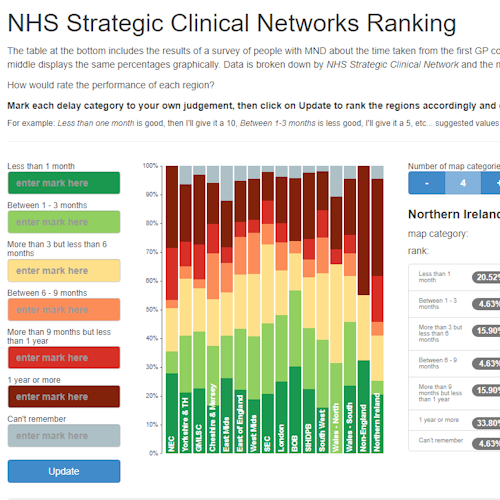 NHS Strategic Clinical Networks Ranking
The table at the bottom includes the results of a survey of people with MND about the time taken from the first GP co
middle displays the same percentages graphically. Data is broken down by NHS Strategic Clinical Network and the n
How would rate the performance of each region?
Mark each delay category to your own judgement, then click on Update to rank the regions accordingly and
For example: Less than one month is good, then I'll give it a 10, Between 1-3 months is less good, I'll give it a 5, etc... suggested values
Less than 1 month
enter mark here
Between 1 - 3 months
enter mark here
More than 3 but less than 6
months
enter mark here
Between 6 - 9 months
enter mark here
More than 9 months but less
than 1 year
enter mark here
1 year or more
enter mark here
Can't remember
enter mark here
Update
100%
90%
80%
70%
60%
50%
40%
30%
20%
10%
0%
NEC
Yorkshire & TH
GMLSC
Cheshire & Mersey
East Mids
East of England
West Mids
SEC
London
BOB
SIHDPB
South West
Wales - North
Wales - South
Non-England
Northern Ireland
Number of map categorie
-
4
+
Northern Ireland
map category:
rank:
Less than 1
month
20.52%
Between 1 - 3
months
4.63%
More than 3 but
less than 6
months
15.90%
Between 6 - 9
months
4.63%
More than 9
months but less
than 1 year
15.90%
1 year or more
33.80%
Can't remember
4.63%